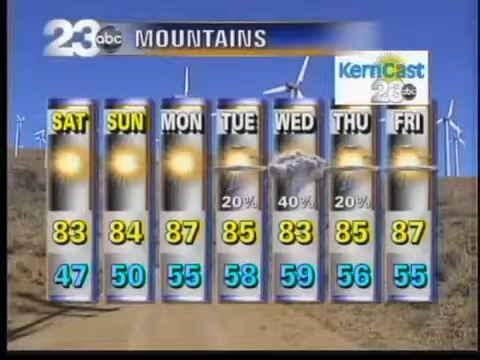 23 abc MOUNTAINS
KernCast
23 abc
SAT SUN MON TUE WED THU FRI
20% 40% 20%
83 84 87 85 83 85 87
47 50 55 58 59 56 55